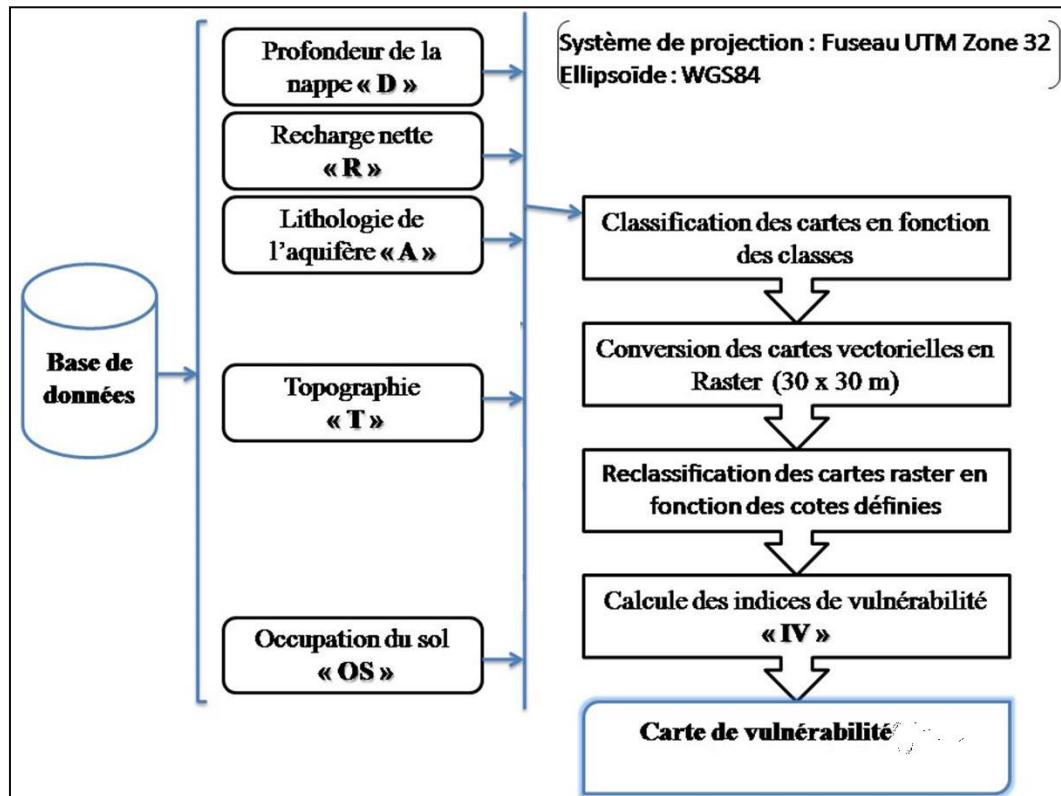 Profondeur de la
nappe « D »
Recharge nette
« R »
Lithologie de
l'aquifère « A »
Topographie
« T »
Occupation du sol
« OS »
Base de
données
Système de projection : Fuseau UTM Zone 32
Ellipsoïde : WGS84
Classification des cartes en fonction
des classes
Conversion des cartes vectorielles en
Raster (30 x 30 m)
Reclassification des cartes raster en
fonction des cotes définies
Calcule des indices de vulnérabilité
« IV »
Carte de vulnérabilité